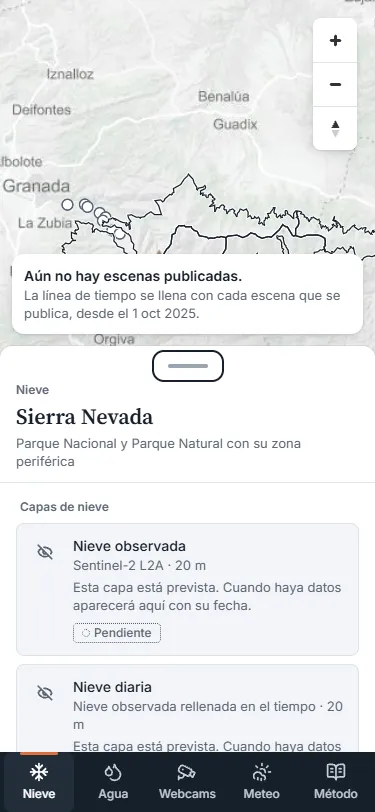 Iznalloz
Deifontes
Benalúa
Guadix
lbolote
Granada
La Zubia
Aún no hay escenas publicadas.
La línea de tiempo se llena con cada escena que se
publica, desde el 1 oct 2025.
Orgiva
Nieve
Sierra Nevada
Parque Nacional y Parque Natural con su zona
periférica
Capas de nieve
Nieve observada
Sentinel-2 L2A · 20 m
Esta capa está prevista. Cuando haya datos
aparecerá aquí con su fecha.
Pendiente
Nieve diaria
Nieve observada rellenada en el tiempo · 20
m
Esta capa está prevista. Cuando haya datos
Nieve
Agua
Webcams
Meteo
Método